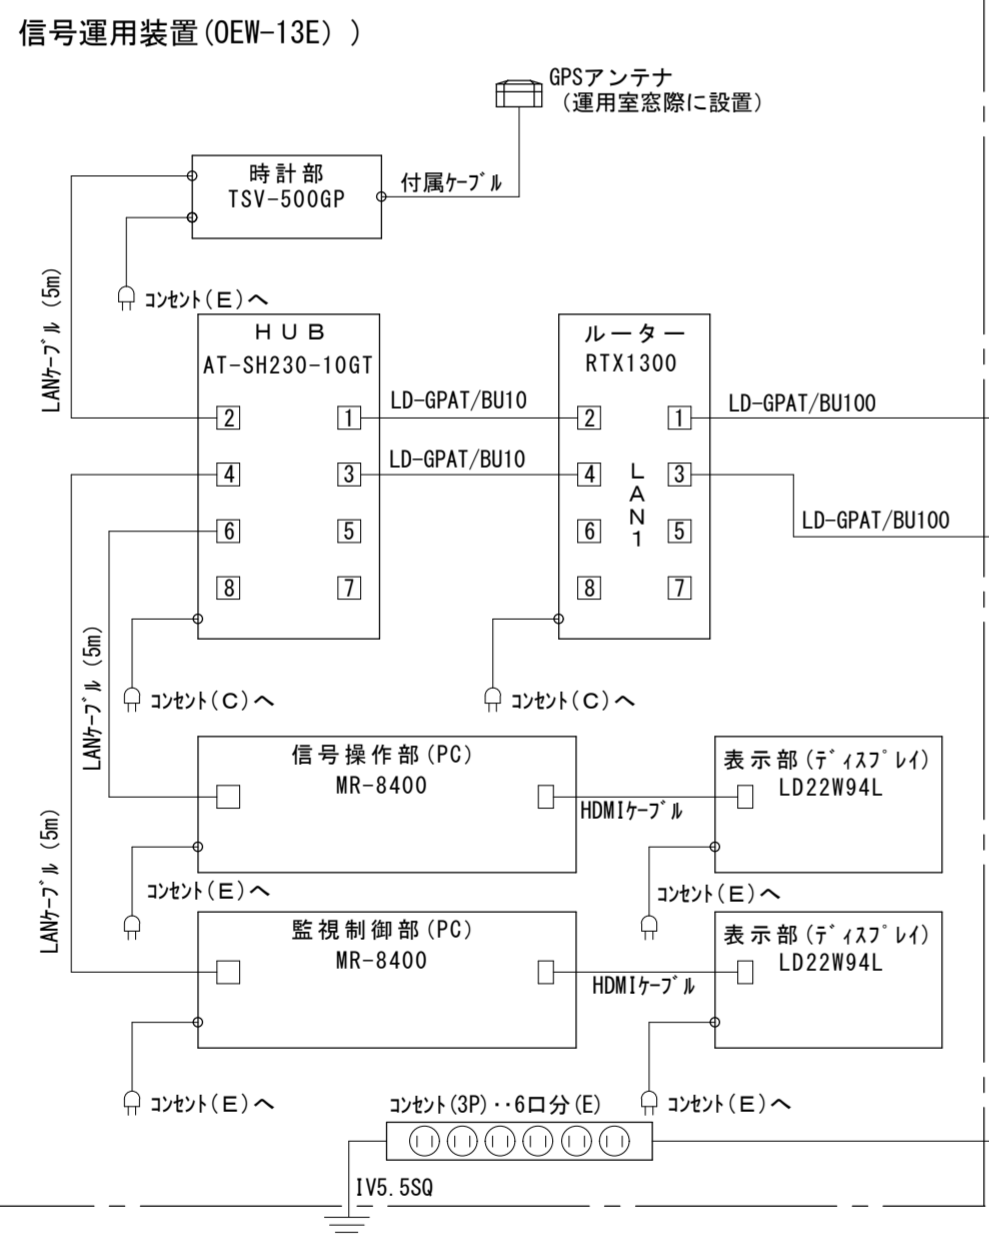 信号運用装置(OEW-13E) )
GPSアンテナ
(運用室窓際に設置)
時計部
TSV-500GP
付属ｹｰﾌﾞﾙ
LANｹｰﾌﾞﾙ (5m)
ｺﾝｾﾝﾄ(E)へ
HUB
AT-SH230-10GT
2
1
4
3
6
5
8
7
LD-GPAT/BU10
LD-GPAT/BU10
ルーター
RTX1300
2
1
4
3
6
5
8
7
LAN1
LD-GPAT/BU100
LD-GPAT/BU100
ｺﾝｾﾝﾄ(C)へ
ｺﾝｾﾝﾄ(C)へ
LANｹｰﾌﾞﾙ (5m)
LANｹｰﾌﾞﾙ (5m)
信号操作部(PC)
MR-8400
HDMIｹｰﾌﾞﾙ
表示部(ﾃﾞｨｽﾌﾟﾚｲ)
LD22W94L
ｺﾝｾﾝﾄ(E)へ
ｺﾝｾﾝﾄ(E)へ
監視制御部(PC)
MR-8400
HDMIｹｰﾌﾞﾙ
表示部(ﾃﾞｨｽﾌﾟﾚｲ)
LD22W94L
ｺﾝｾﾝﾄ(E)へ
ｺﾝｾﾝﾄ(E)へ
ｺﾝｾﾝﾄ(3P)‥6口分(E)
IV5.5SQ